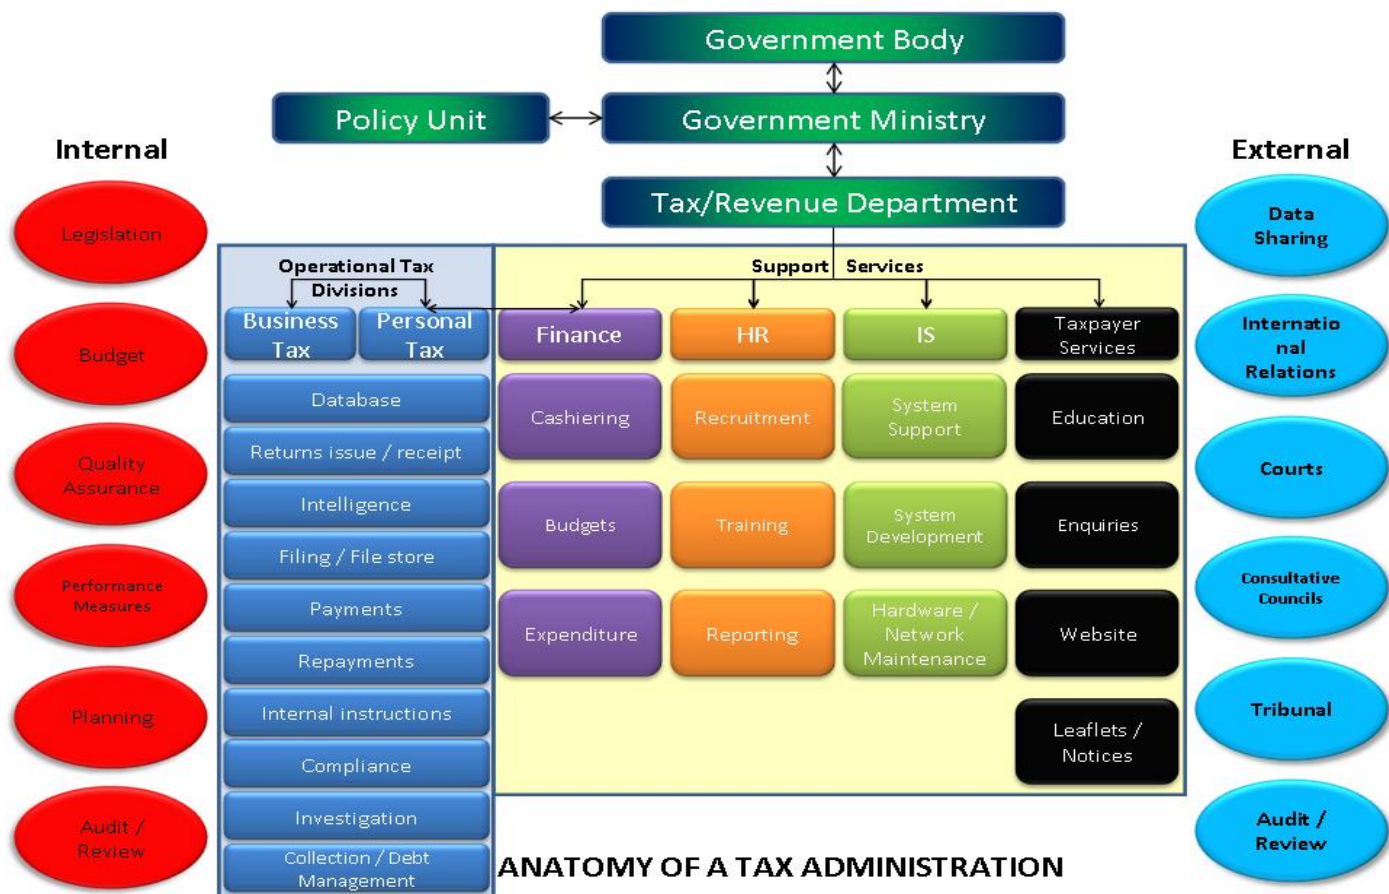 Government Body
Policy Unit
Government Ministry
Internal
External
Tax/Revenue Department
Legislation
Budget
Quality
Assurance
Performance
Measures
Planning
Audit /
Review
Operational Tax
Divisions
Business
Tax
Personal
Tax
Database
Returns issue / receipt
Intelligence
Filing / File store
Payments
Repayments
Internal instructions
Compliance
Investigation
Collection / Debt
Management
Support Services
Finance
Cashiering
Budgets
Expenditure
HR
Recruitment
Training
Reporting
IS
System
Support
System
Development
Hardware /
Network
Maintenance
Taxpayer
Services
Education
Enquiries
Website
Leaflets /
Notices
Data
Sharing
Internatio
nal
Relations
Courts
Consultative
Councils
Tribunal
Audit /
Review
ANATOMY OF A TAX ADMINISTRATION